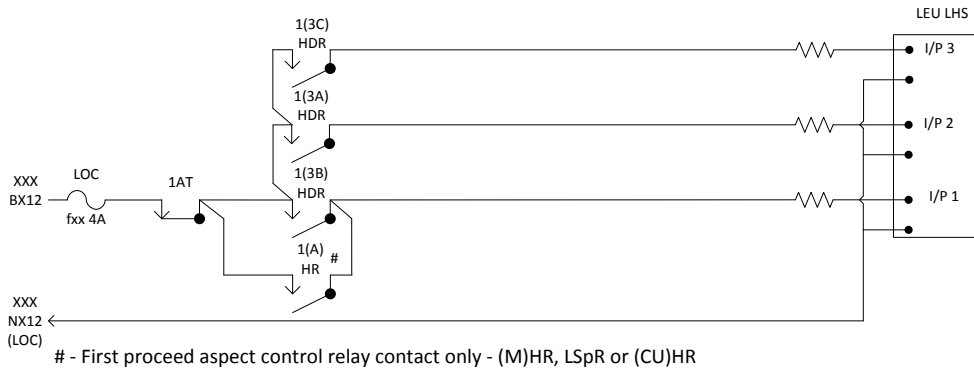 LEU LHS
1(3C)
HDR
I/P 3
1(3A)
HDR
I/P 2
XXX
BX12
LOC
fxx 4A
1AT
1(3B)
HDR
I/P 1
1(A)
HR
#
XXX
NX12
(LOC)
# - First proceed aspect control relay contact only - (M)HR, LSpR or (CU)HR